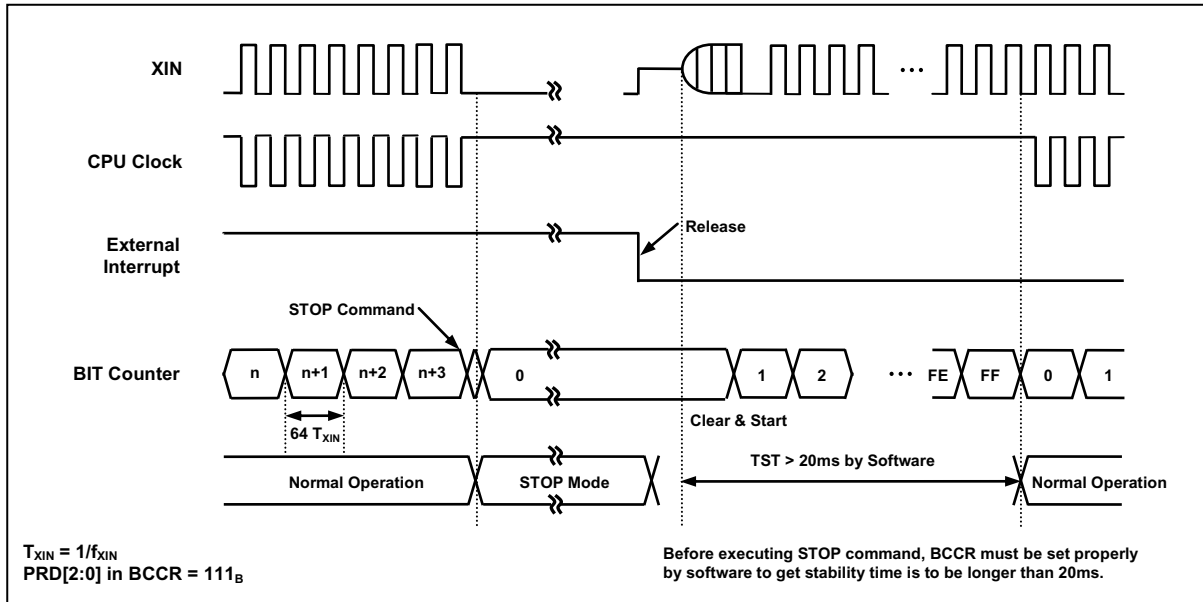 XIN
...
CPU Clock
External
Interrupt
Release
STOP Command
BIT Counter
n n+1 n+2 n+3 0 1 2 ... FE FF 0 1
64 TXIN
Clear & Start
TST > 20ms by Software
Normal Operation STOP Mode Normal Operation
TXIN = 1/fXIN
PRD[2:0] in BCCR = 111B
Before executing STOP command, BCCR must be set properly
by software to get stability time is to be longer than 20ms.